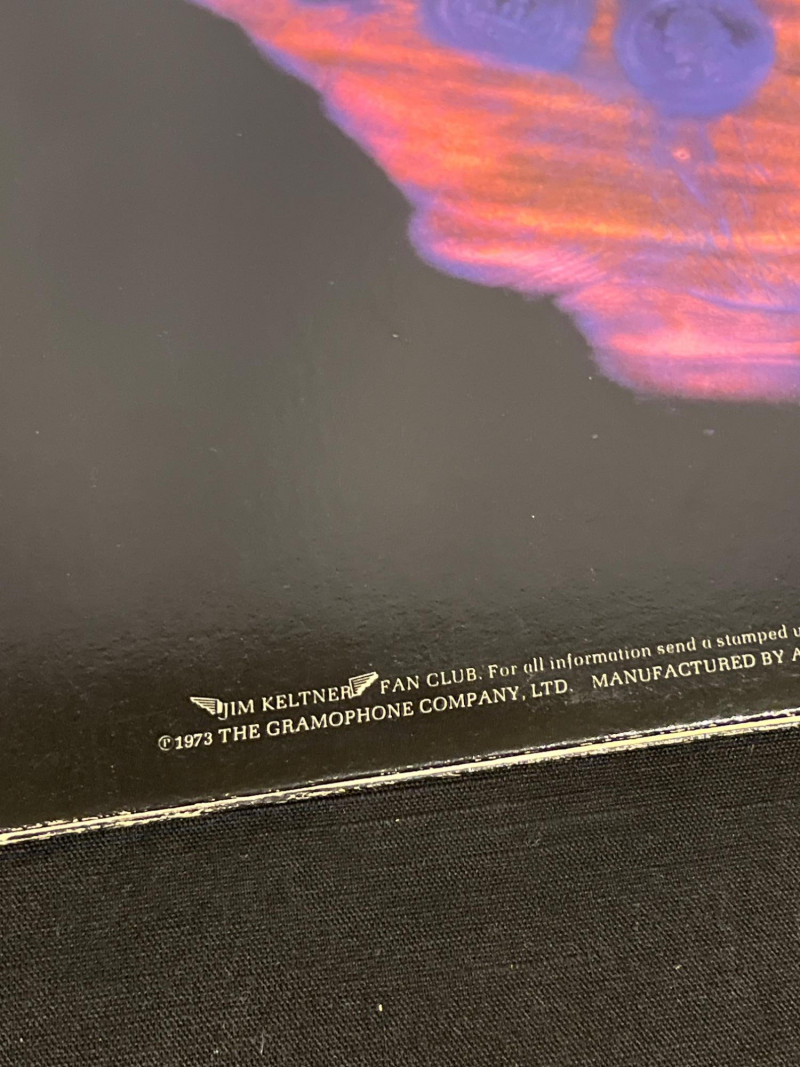 JIM KELTNER FAN CLUB. For all information send a stamped
℗1973 THE GRAMOPHONE COMPANY, LTD. MANUFACTURED BY